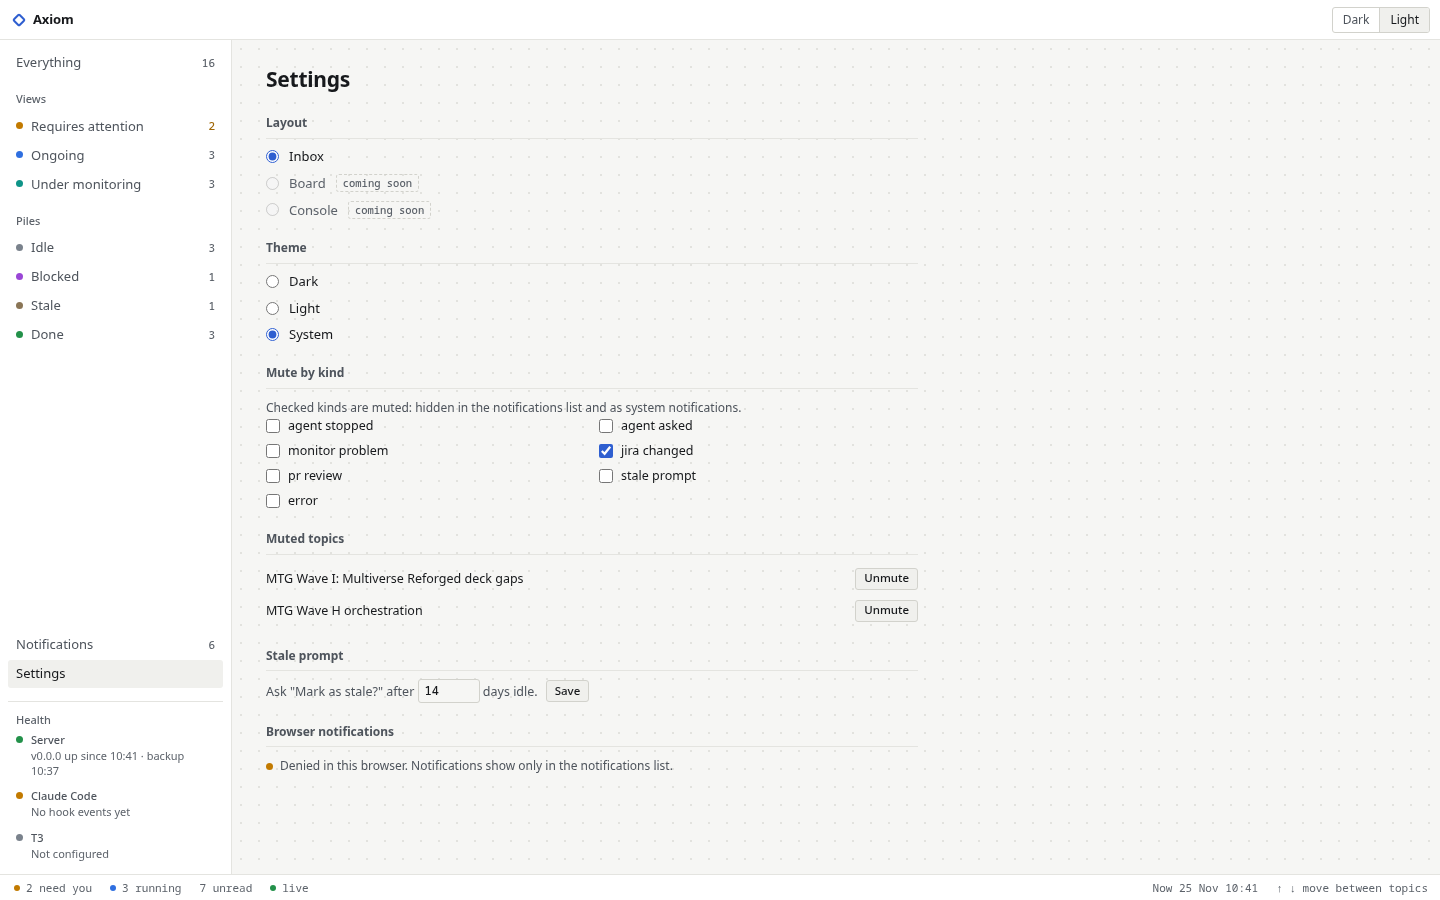 Axiom
Dark Light
Everything 16
Views
Requires attention 2
Ongoing 3
Under monitoring 3
Piles
Idle 3
Blocked 1
Stale 1
Done 3
Notifications 6
Settings
Health
Server
v0.0.0 up since 10:41 · backup
10:37
Claude Code
No hook events yet
T3
Not configured
Settings
Layout
Inbox
Board coming soon
Console coming soon
Theme
Dark
Light
System
Mute by kind
Checked kinds are muted: hidden in the notifications list and as system notifications.
agent stopped agent asked
monitor problem jira changed
pr review stale prompt
error
Muted topics
MTG Wave I: Multiverse Reforged deck gaps Unmute
MTG Wave H orchestration Unmute
Stale prompt
Ask "Mark as stale?" after 14 days idle. Save
Browser notifications
Denied in this browser. Notifications show only in the notifications list.
2 need you 3 running 7 unread live Now 25 Nov 10:41 ↑ ↓ move between topics